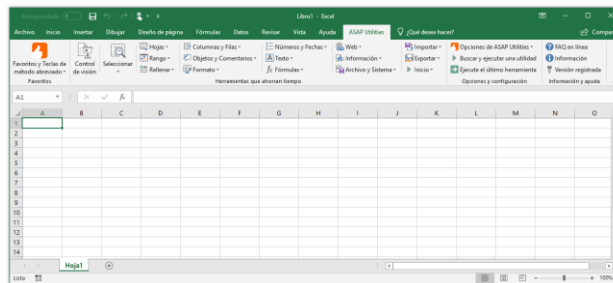 Autoguardado
Libro1 - Excel
Archivo Inicio Insertar Dibujar Diseño de página Fórmulas Datos Revisar Vista Ayuda ASAP Utilities ¿Qué desea hacer? Compar
Favoritos y Teclas de método abreviado
Control de visión
Seleccionar
Hojas
Rango
Rellenar
Columnas y Filas
Objetos y Comentarios
Formato
Números y Fechas
Texto
Fórmulas
Web
Información
Archivo y Sistema
Importar
Exportar
Inicio
Opciones de ASAP Utilities
Buscar y ejecutar una utilidad
Ejecute el último herramienta
FAQ en línea
Información
Versión registrada
Favoritos
Herramientas que ahorran tiempo
Opciones y configuración
Información y ayuda
A1
fx
A B C D E F G H I J K L M N O
1
2
3
4
5
6
7
8
9
10
11
12
13
14
Hoja1
Listo
100%